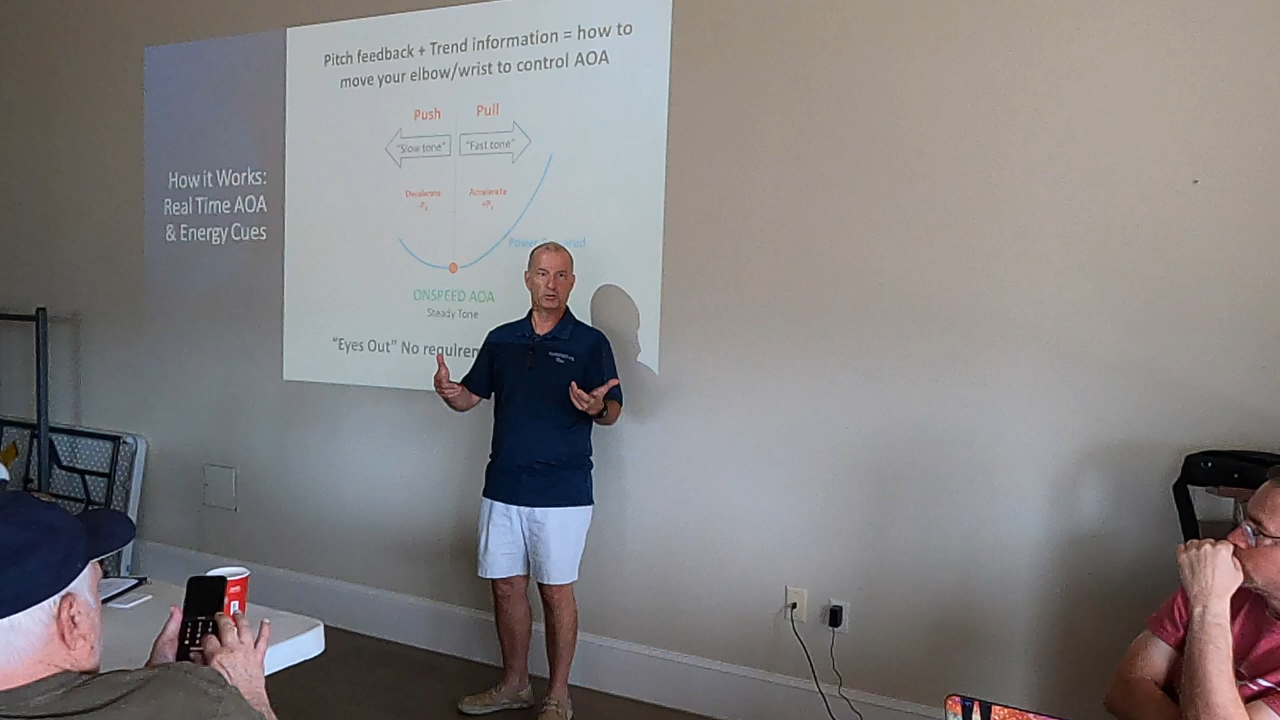 Pitch feedback + Trend information = how to
move your elbow/wrist to control AOA
Push
Pull
"Slow tone"
"Fast tone"
How it Works:
Real Time AOA
& Energy Cues
Decelerate
Accelerate
Power
ONSPEED AOA
Steady Tone
"Eyes Out" No